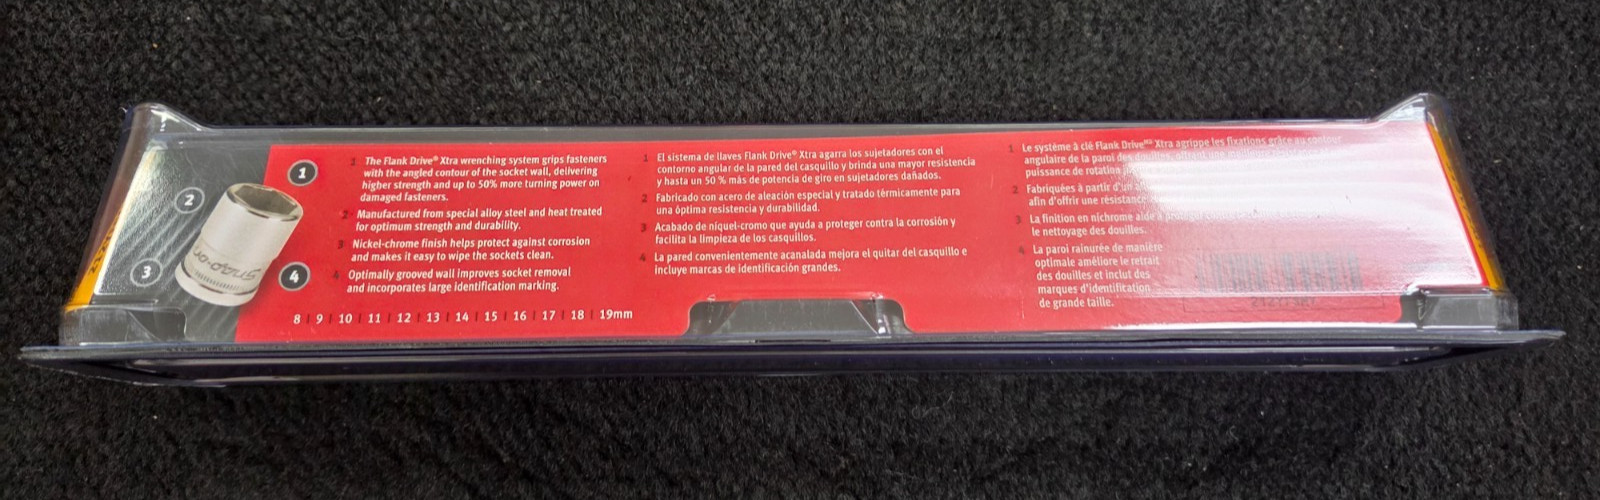 1
2
3
4
Snap-on
1 The Flank Drive® Xtra wrenching system grips fasteners
with the angled contour of the socket wall, delivering
higher strength and up to 50% more turning power on
damaged fasteners.
2 Manufactured from special alloy steel and heat treated
for optimum strength and durability.
3 Nickel-chrome finish helps protect against corrosion
and makes it easy to wipe the sockets clean.
4 Optimally grooved wall improves socket removal
and incorporates large identification marking.
8 | 9 | 10 | 11 | 12 | 13 | 14 | 15 | 16 | 17 | 18 | 19mm
1 El sistema de llaves Flank Drive® Xtra agarra los sujetadores con el
contorno angular de la pared del casquillo y brinda una mayor resistencia
y hasta un 50 % más de potencia de giro en sujetadores dañados.
2 Fabricado con acero de aleación especial y tratado térmicamente para
una óptima resistencia y durabilidad.
3 Acabado de níquel-cromo que ayuda a proteger contra la corrosión y
facilita la limpieza de los casquillos.
4 La pared convenientemente acanalada mejora el quitar del casquillo e
incluye marcas de identificación grandes.
1 Le système à clé Flank Drive® Xtra agrippe les fixations grâce au contour
angulaire de la paroi des douilles, offrant une
puissance de rotation
2 Fabriquées à partir d'un
afin d'offrir une résistance
3 La finition en nichrome aide à protéger
le nettoyage des douilles.
4 La paroi rainurée de manière
optimale améliore le retrait
des douilles et inclut des
marques d'identification
de grande taille.